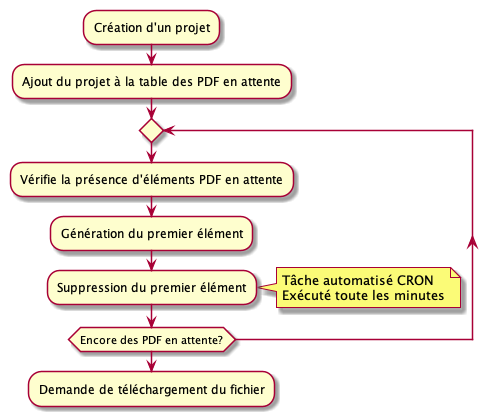 Création d'un projet
Ajout du projet à la table des PDF en attente
Vérifie la présence d'éléments PDF en attente
Génération du premier élément
Suppression du premier élément
Tâche automatisé CRON
Exécuté toute les minutes
Encore des PDF en attente?
Demande de téléchargement du fichier